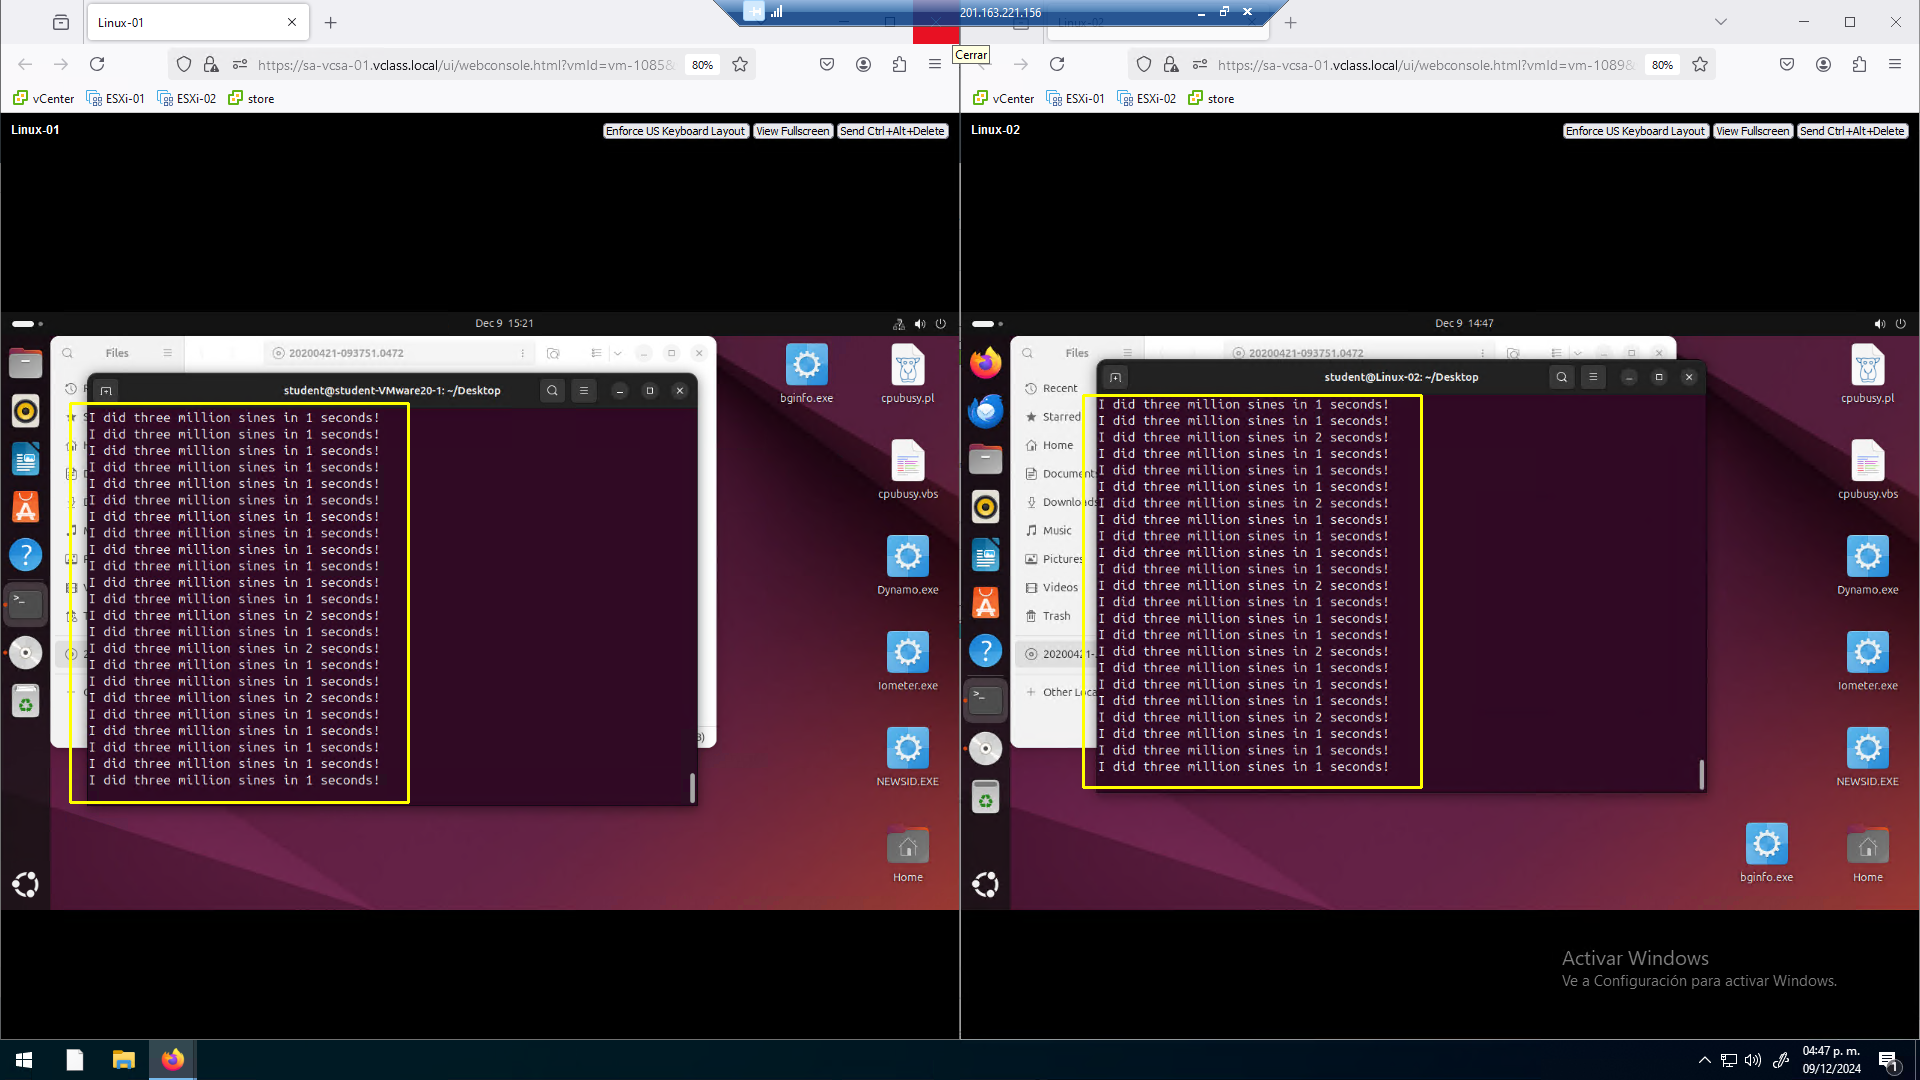 201.163.221.156
Linux-01
Linux-02
Cerrar
https://sa-vcsa-01.vclass.local/ui/webconsole.html?vmId=vm-1085&
80%
https://sa-vcsa-01.vclass.local/ui/webconsole.html?vmId=vm-1089&
80%
vCenter ESXi-01 ESXi-02 store
vCenter ESXi-01 ESXi-02 store
Linux-01
Enforce US Keyboard Layout View Fullscreen Send Ctrl+Alt+Delete
Linux-02
Enforce US Keyboard Layout View Fullscreen Send Ctrl+Alt+Delete
Dec 9 15:21
Files
20200421-093751.0472
student@student-VMware20-1: ~/Desktop
I did three million sines in 1 seconds!
I did three million sines in 1 seconds!
I did three million sines in 1 seconds!
I did three million sines in 1 seconds!
I did three million sines in 1 seconds!
I did three million sines in 1 seconds!
I did three million sines in 1 seconds!
I did three million sines in 1 seconds!
I did three million sines in 1 seconds!
I did three million sines in 1 seconds!
I did three million sines in 1 seconds!
I did three million sines in 1 seconds!
I did three million sines in 2 seconds!
I did three million sines in 1 seconds!
I did three million sines in 2 seconds!
I did three million sines in 1 seconds!
I did three million sines in 1 seconds!
I did three million sines in 2 seconds!
I did three million sines in 1 seconds!
I did three million sines in 1 seconds!
I did three million sines in 1 seconds!
I did three million sines in 1 seconds!
I did three million sines in 1 seconds!
bginfo.exe
cpubusy.pl
cpubusy.vbs
Dynamo.exe
Iometer.exe
NEWSID.EXE
Home
Dec 9 14:47
Files
20200421-093751.0472
Recent
Starred
Home
Documents
Downloads
Music
Pictures
Videos
Trash
20200421-
Other Loca
student@Linux-02: ~/Desktop
I did three million sines in 1 seconds!
I did three million sines in 1 seconds!
I did three million sines in 2 seconds!
I did three million sines in 1 seconds!
I did three million sines in 1 seconds!
I did three million sines in 1 seconds!
I did three million sines in 2 seconds!
I did three million sines in 1 seconds!
I did three million sines in 1 seconds!
I did three million sines in 1 seconds!
I did three million sines in 1 seconds!
I did three million sines in 2 seconds!
I did three million sines in 1 seconds!
I did three million sines in 1 seconds!
I did three million sines in 1 seconds!
I did three million sines in 2 seconds!
I did three million sines in 1 seconds!
I did three million sines in 1 seconds!
I did three million sines in 1 seconds!
I did three million sines in 2 seconds!
I did three million sines in 1 seconds!
I did three million sines in 1 seconds!
I did three million sines in 1 seconds!
cpubusy.pl
cpubusy.vbs
Dynamo.exe
Iometer.exe
NEWSID.EXE
bginfo.exe
Home
Activar Windows
Ve a Configuración para activar Windows.
04:47 p. m.
09/12/2024
1